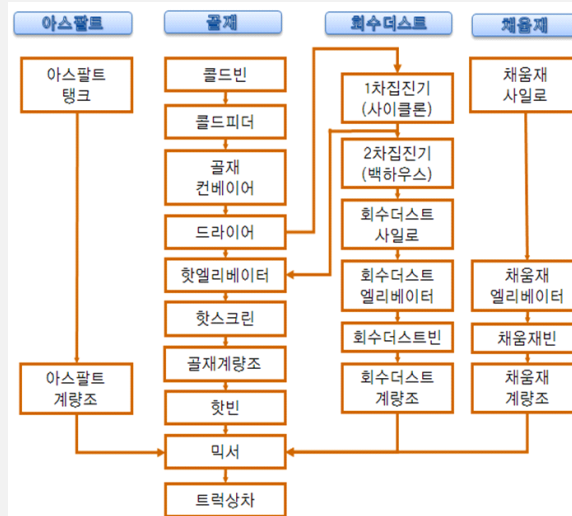 아스팔트
골재
회수더스트
채움재
아스팔트
탱크
콜드빈
콜드피더
골재
컨베이어
드라이어
핫엘리베이터
핫스크린
골재계량조
핫빈
믹서
트럭상차
1차집진기
(사이클론)
2차집진기
(백하우스)
회수더스트
사일로
회수더스트
엘리베이터
회수더스트빈
회수더스트
계량조
채움재
사일로
채움재
엘리베이터
채움재빈
채움재
계량조
아스팔트
계량조